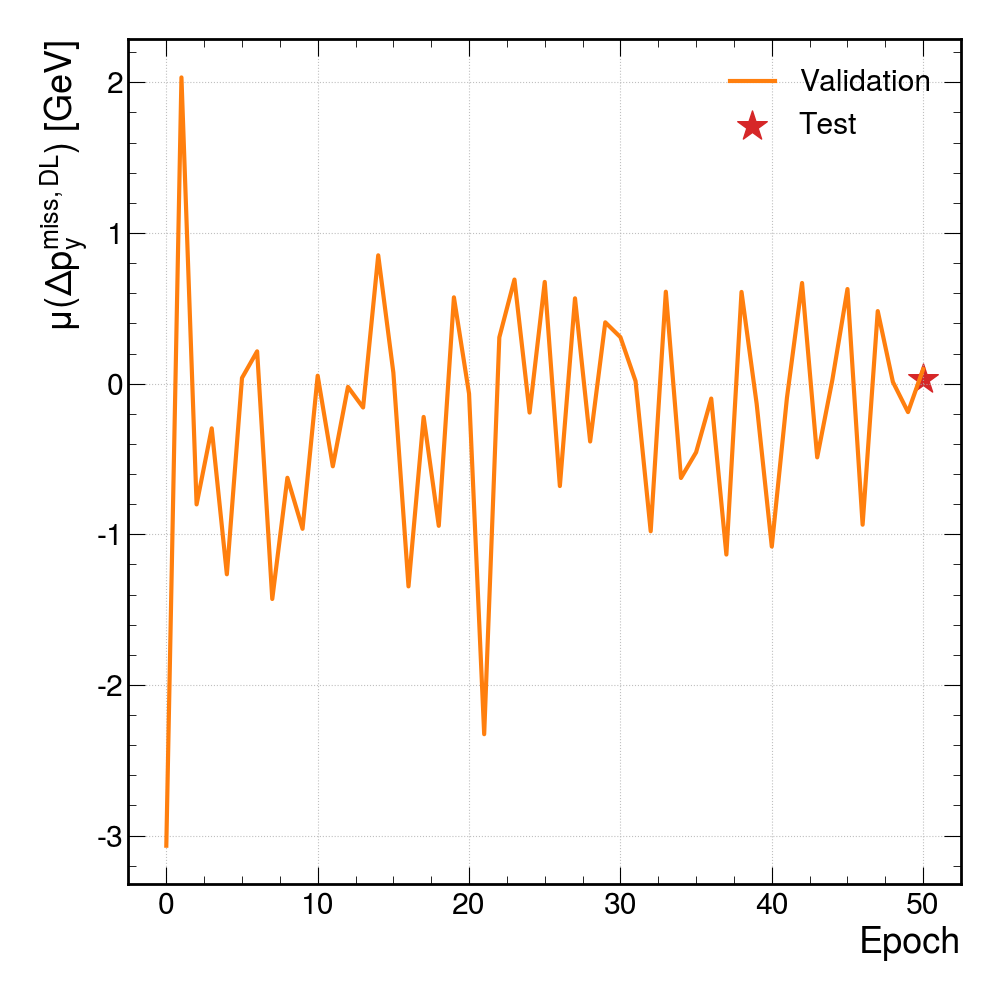 μ(Δp_y^{miss, DL}) [GeV]
2
1
0
-1
-2
-3
Validation
Test
0 10 20 30 40 50
Epoch